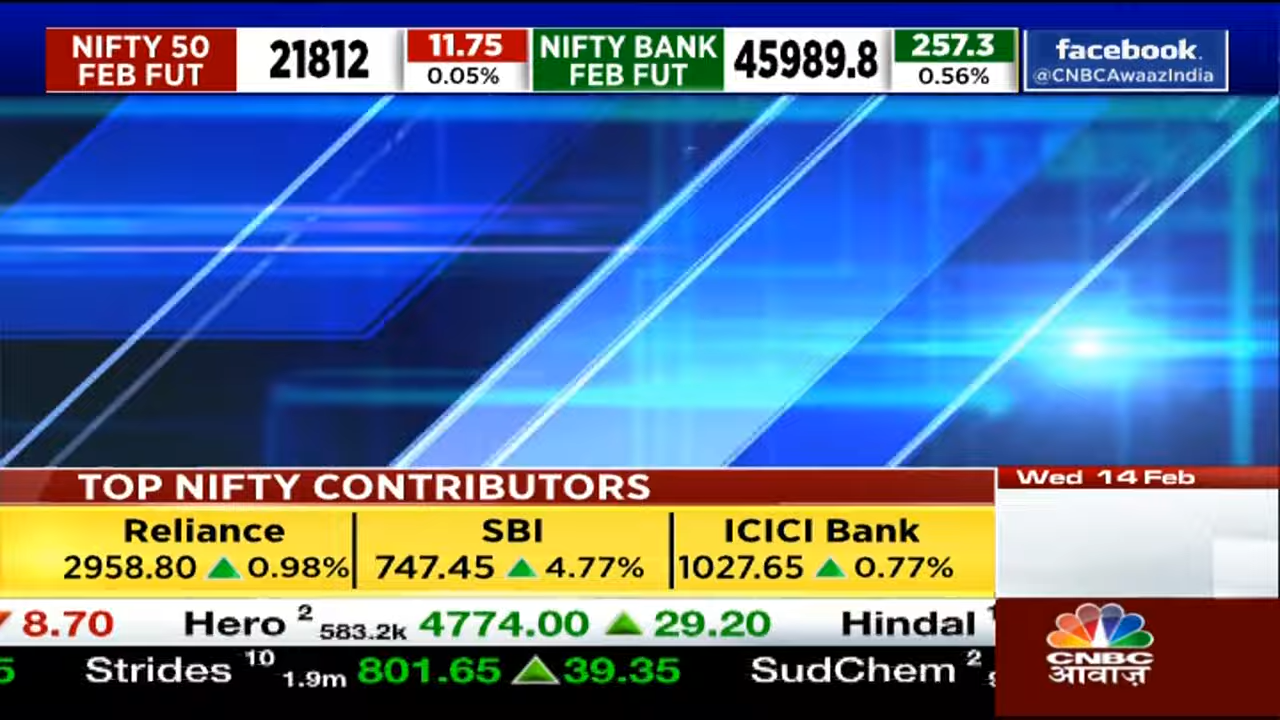 NIFTY 50 FEB FUT
21812
11.75
0.05%
NIFTY BANK FEB FUT
45989.8
257.3
0.56%
facebook.
@CNBCAwaazIndia
TOP NIFTY CONTRIBUTORS
Wed 14 Feb
Reliance
2958.80 ▲ 0.98%
SBI
747.45 ▲ 4.77%
ICICI Bank
1027.65 ▲ 0.77%
8.70 Hero 2 583.2k 4774.00 ▲ 29.20 Hindal
Strides 10 1.9m 801.65 ▲ 39.35 SudChem 2
CNBC
आवाज़